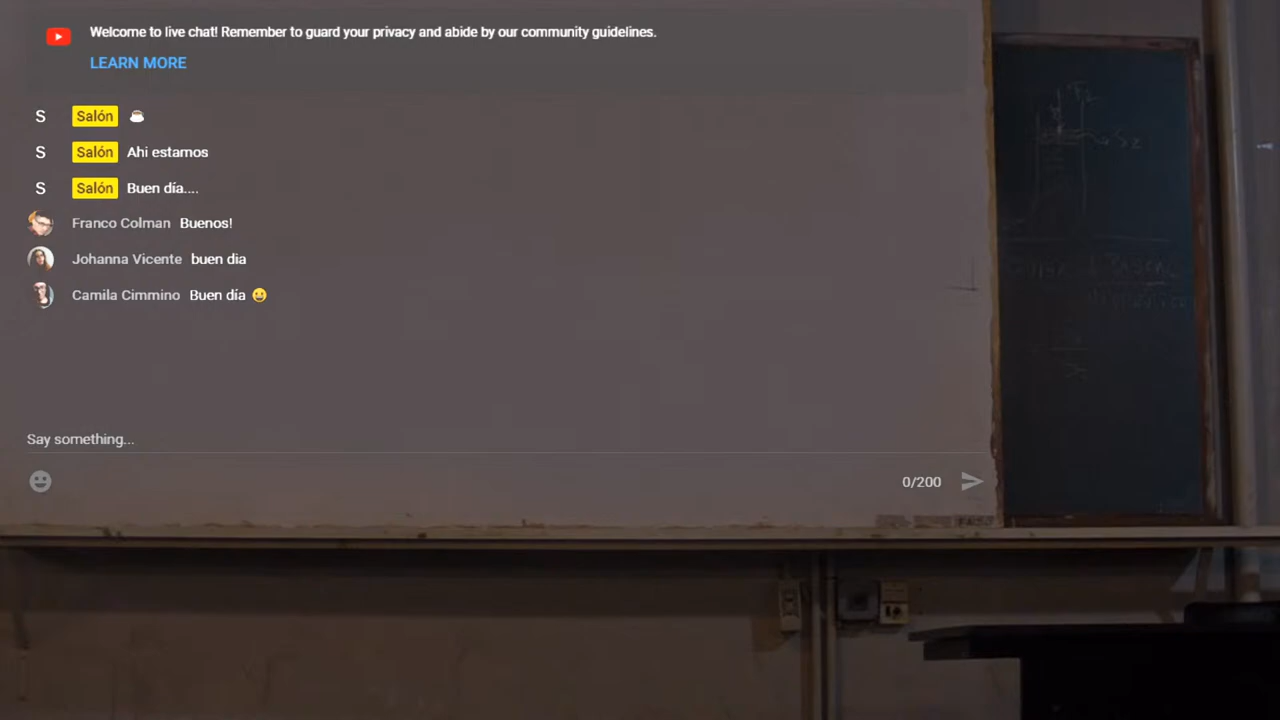 Welcome to live chat! Remember to guard your privacy and abide by our community guidelines.
LEARN MORE
S Salón ☕
S Salón Ahi estamos
S Salón Buen día....
Franco Colman Buenos!
Johanna Vicente buen dia
Camila Cimmino Buen día 😀
Say something...
0/200